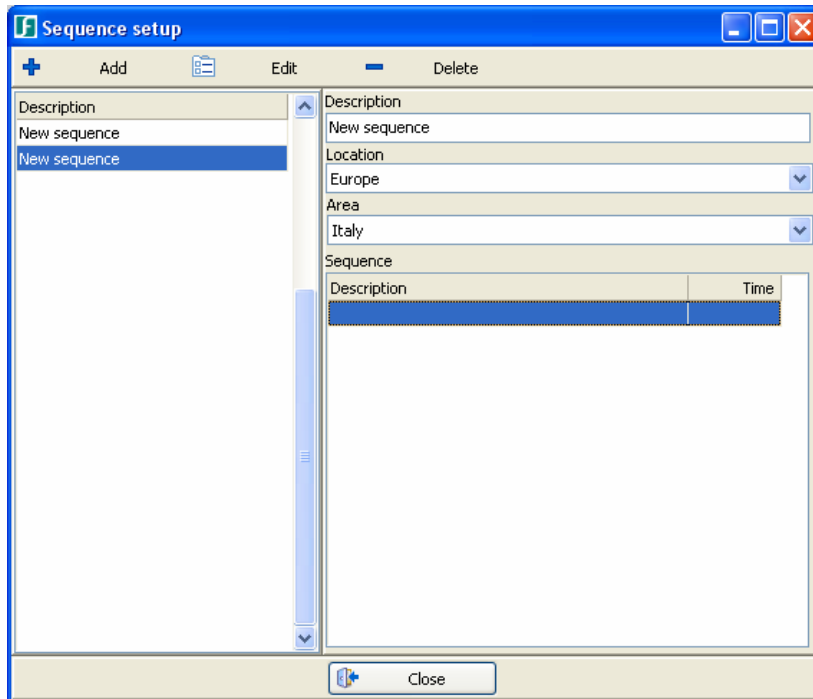 Sequence setup
Add Edit Delete
Description
New sequence
New sequence
Description
New sequence
Location
Europe
Area
Italy
Sequence
Description Time
Close